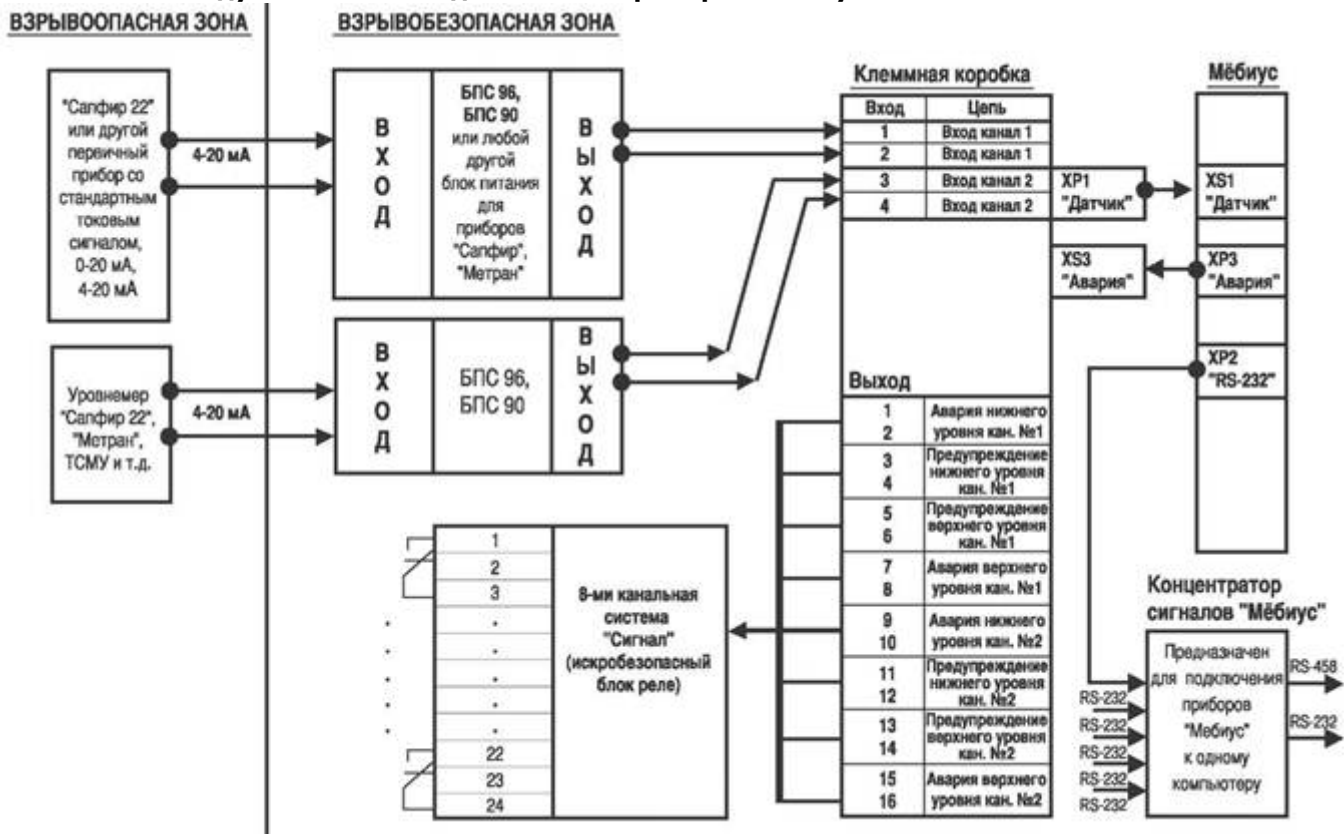 ВЗРЫВООПАСНАЯ ЗОНА
ВЗРЫВОБЕЗОПАСНАЯ ЗОНА
"Сапфир 22"
или другой
первичный
прибор со
стандартным
токовым
сигналом,
0-20 мА,
4-20 мА
4-20 мА
ВХОД
БПС 96,
БПС 90
или любой
другой
блок питания
для
приборов
"Сапфир",
"Метран"
ВЫХОД
Уровнемер
"Сапфир 22",
"Метран",
ТСМУ и т.д.
4-20 мА
ВХОД
БПС 96,
БПС 90
ВЫХОД
Клеммная коробка
Вход Цепь
1 Вход канал 1
2 Вход канал 1
3 Вход канал 2
4 Вход канал 2
XP1
"Датчик"
XS3
"Авария"
Мёбиус
XS1
"Датчик"
XP3
"Авария"
XP2
"RS-232"
Выход
1 Авария нижнего
2 уровня кан. №1
3 Предупреждение
нижнего уровня
4 кан. №1
5 Предупреждение
верхнего уровня
6 кан. №1
7 Авария верхнего
8 уровня кан. №1
9 Авария нижнего
10 уровня кан. №2
11 Предупреждение
нижнего уровня
12 кан. №2
13 Предупреждение
верхнего уровня
14 кан. №2
15 Авария верхнего
16 уровня кан. №2
1
2
3
22
23
24
8-ми канальная
система
"Сигнал"
(искробезопасный
блок реле)
Концентратор
сигналов "Мёбиус"
Предназначен
для подключения
приборов
"Мебиус"
к одному
компьютеру
RS-232
RS-232
RS-232
RS-232
RS-232
RS-458
RS-232